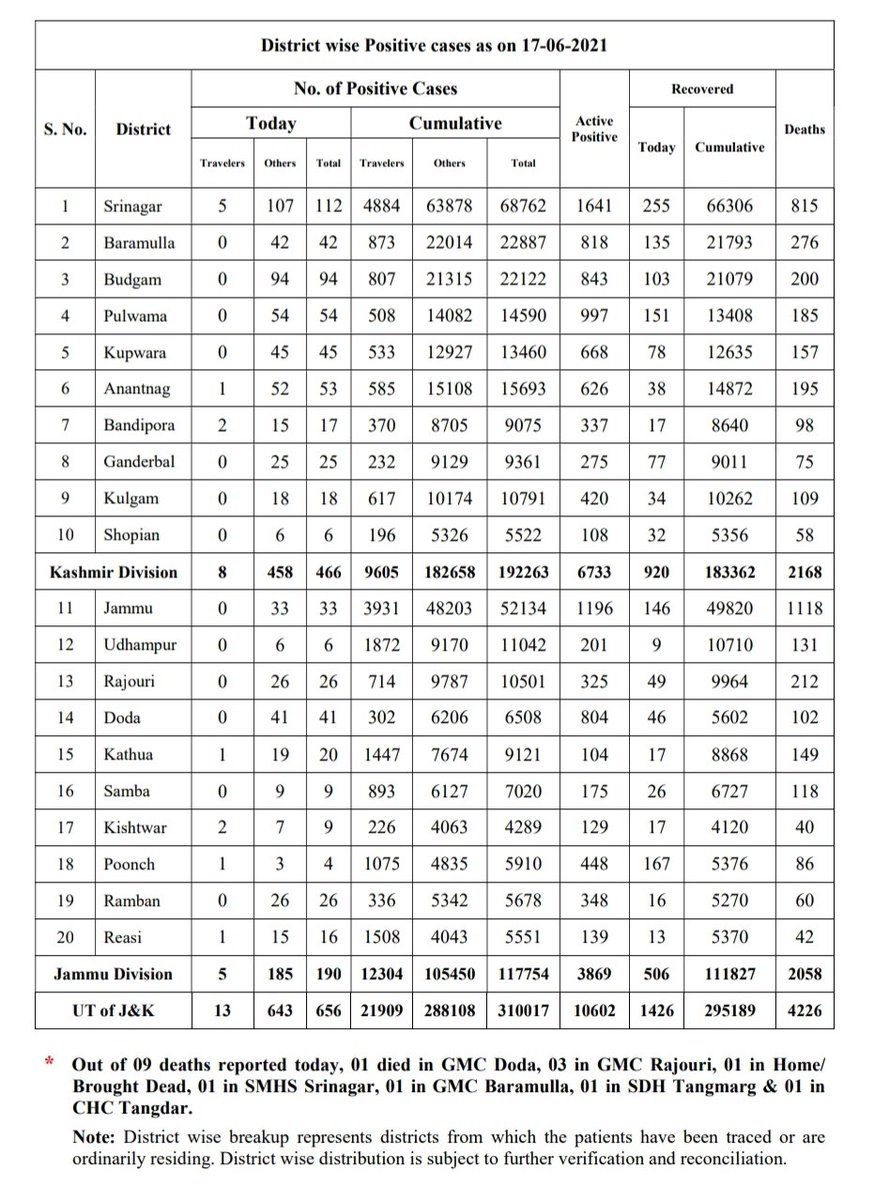 District wise Positive cases as on 17-06-2021
S. No. District No. of Positive Cases Active Positive Recovered Deaths
Today Cumulative Today Cumulative
Travelers Others Total Travelers Others Total
1 Srinagar 5 107 112 4884 63878 68762 1641 255 66306 815
2 Baramulla 0 42 42 873 22014 22887 818 135 21793 276
3 Budgam 0 94 94 807 21315 22122 843 103 21079 200
4 Pulwama 0 54 54 508 14082 14590 997 151 13408 185
5 Kupwara 0 45 45 533 12927 13460 668 78 12635 157
6 Anantnag 1 52 53 585 15108 15693 626 38 14872 195
7 Bandipora 2 15 17 370 8705 9075 337 17 8640 98
8 Ganderbal 0 25 25 232 9129 9361 275 77 9011 75
9 Kulgam 0 18 18 617 10174 10791 420 34 10262 109
10 Shopian 0 6 6 196 5326 5522 108 32 5356 58
Kashmir Division 8 458 466 9605 182658 192263 6733 920 183362 2168
11 Jammu 0 33 33 3931 48203 52134 1196 146 49820 1118
12 Udhampur 0 6 6 1872 9170 11042 201 9 10710 131
13 Rajouri 0 26 26 714 9787 10501 325 49 9964 212
14 Doda 0 41 41 302 6206 6508 804 46 5602 102
15 Kathua 1 19 20 1447 7674 9121 104 17 8868 149
16 Samba 0 9 9 893 6127 7020 175 26 6727 118
17 Kishtwar 2 7 9 226 4063 4289 129 17 4120 40
18 Poonch 1 3 4 1075 4835 5910 448 167 5376 86
19 Ramban 0 26 26 336 5342 5678 348 16 5270 60
20 Reasi 1 15 16 1508 4043 5551 139 13 5370 42
Jammu Division 5 185 190 12304 105450 117754 3869 506 111827 2058
UT of J&K 13 643 656 21909 288108 310017 10602 1426 295189 4226
* Out of 09 deaths reported today, 01 died in GMC Doda, 03 in GMC Rajouri, 01 in Home/
Brought Dead, 01 in SMHS Srinagar, 01 in GMC Baramulla, 01 in SDH Tangmarg & 01 in
CHC Tangdar.
Note: District wise breakup represents districts from which the patients have been traced or are
ordinarily residing. District wise distribution is subject to further verification and reconciliation.